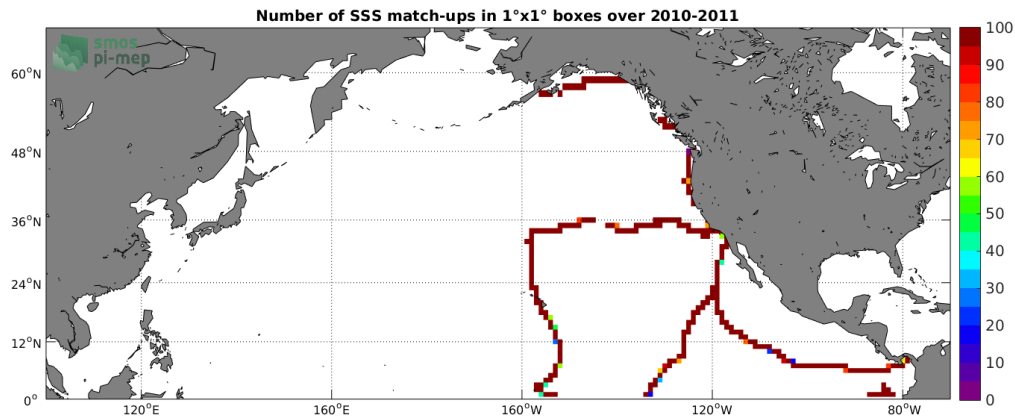 Number of SSS match-ups in 1°x1° boxes over 2010-2011
smos
pi-mep
60°N
48°N
36°N
24°N
12°N
0°
120°E
160°E
160°W
120°W
80°W
100
90
80
70
60
50
40
30
20
10
0